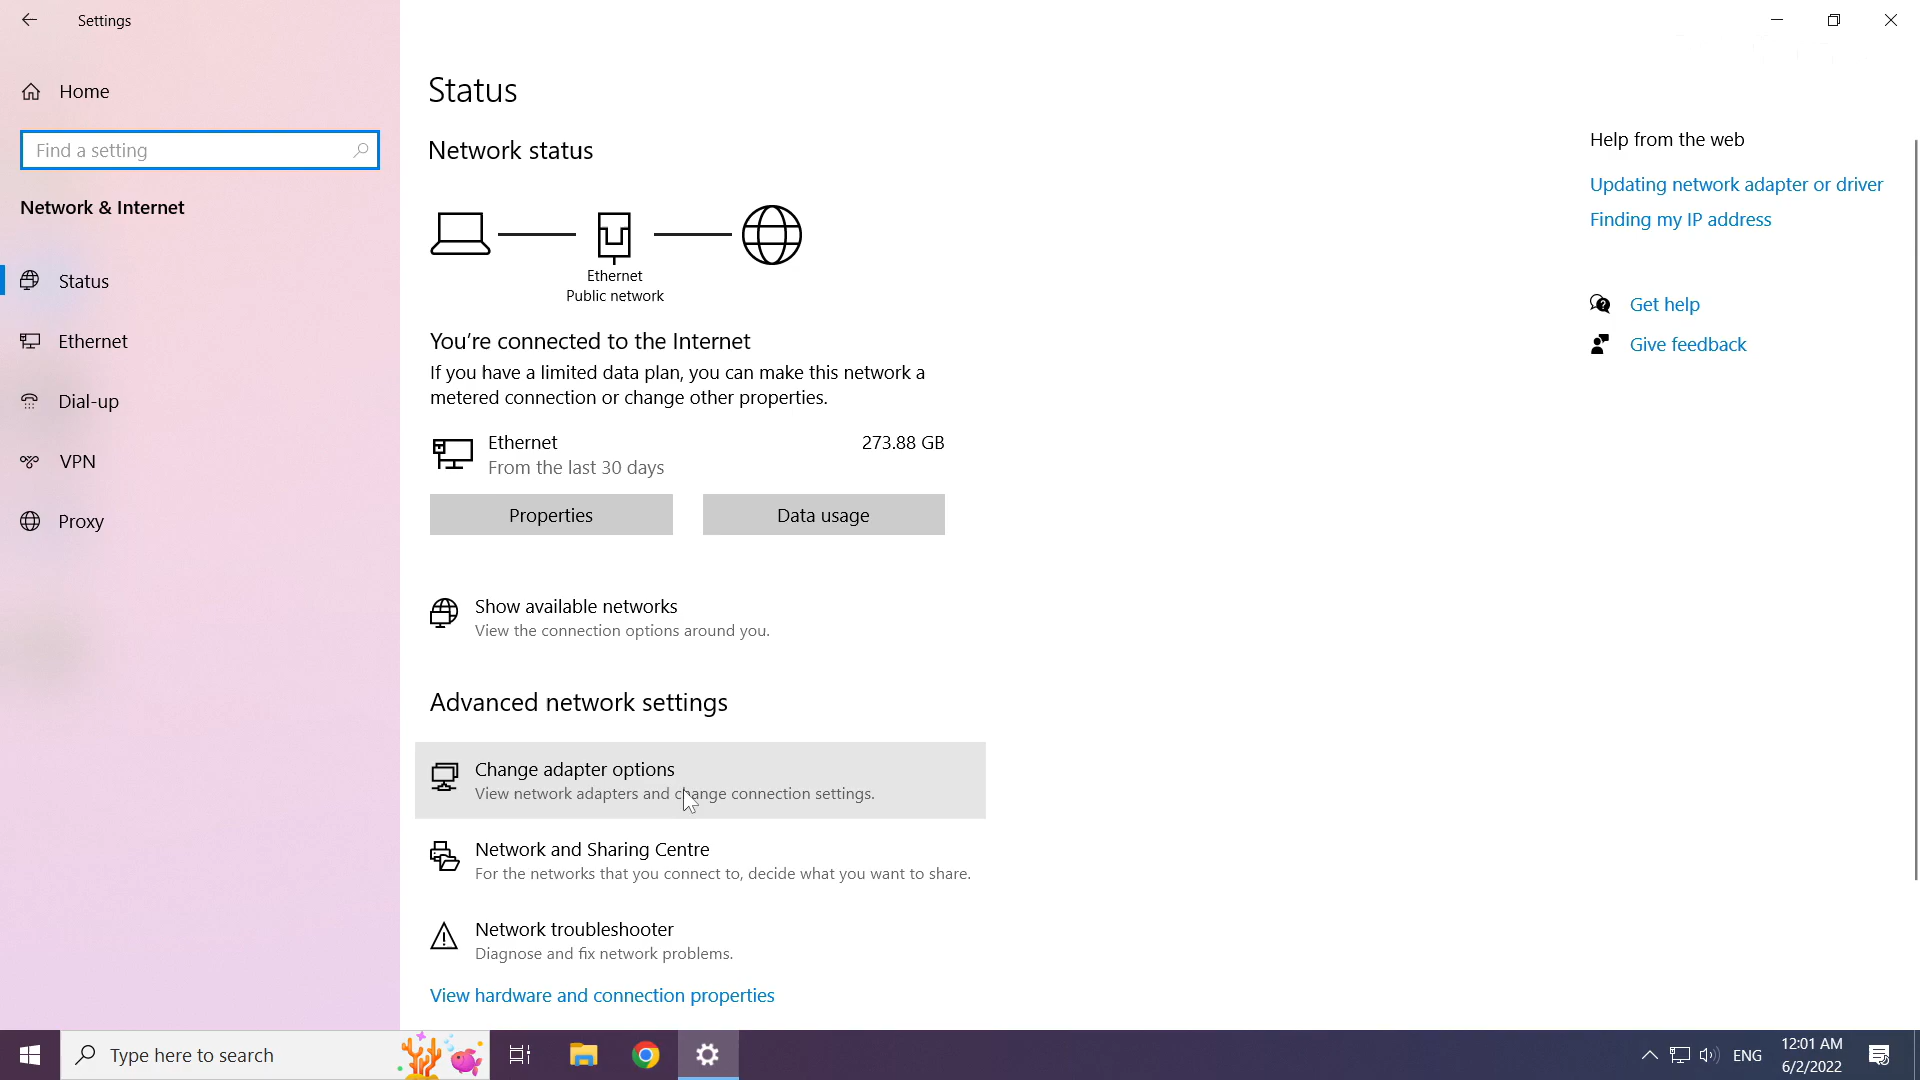 Settings
Home
Find a setting
Network & Internet
Status
Ethernet
Dial-up
VPN
Proxy
Status
Network status
Ethernet
Public network
You're connected to the Internet
If you have a limited data plan, you can make this network a
metered connection or change other properties.
Ethernet 273.88 GB
From the last 30 days
Properties Data usage
Show available networks
View the connection options around you.
Advanced network settings
Change adapter options
View network adapters and change connection settings.
Network and Sharing Centre
For the networks that you connect to, decide what you want to share.
Network troubleshooter
Diagnose and fix network problems.
View hardware and connection properties
Help from the web
Updating network adapter or driver
Finding my IP address
Get help
Give feedback
Type here to search
ENG
12:01 AM
6/2/2022